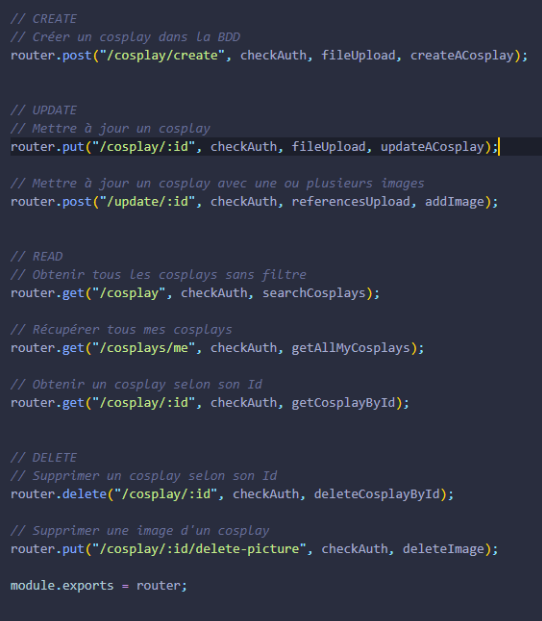 // CREATE
// Créer un cosplay dans la BDD
router.post("/cosplay/create", checkAuth, fileUpload, createACosplay);
// UPDATE
// Mettre à jour un cosplay
router.put("/cosplay/:id", checkAuth, fileUpload, updateACosplay);
// Mettre à jour un cosplay avec une ou plusieurs images
router.post("/update/:id", checkAuth, referencesUpload, addImage);
// READ
// Obtenir tous les cosplays sans filtre
router.get("/cosplay", checkAuth, searchCosplays);
// Récupérer tous mes cosplays
router.get("/cosplays/me", checkAuth, getAllMyCosplays);
// Obtenir un cosplay selon son Id
router.get("/cosplay/:id", checkAuth, getCosplayById);
// DELETE
// Supprimer un cosplay selon son Id
router.delete("/cosplay/:id", checkAuth, deleteCosplayById);
// Supprimer une image d'un cosplay
router.put("/cosplay/:id/delete-picture", checkAuth, deleteImage);
module.exports = router;